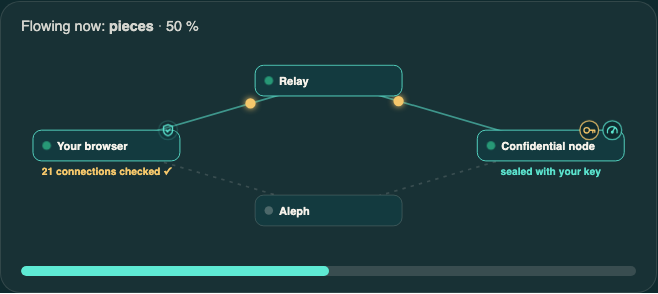 Flowing now: pieces · 50 %
Relay
Your browser
Confidential node
21 connections checked ✓
sealed with your key
Aleph